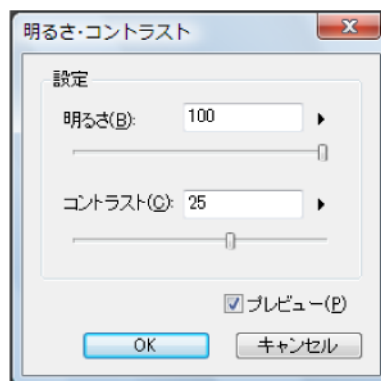 明るさ・コントラスト
設定
明るさ(B): 100
コントラスト(C): 25
プレビュー(P)
OK キャンセル